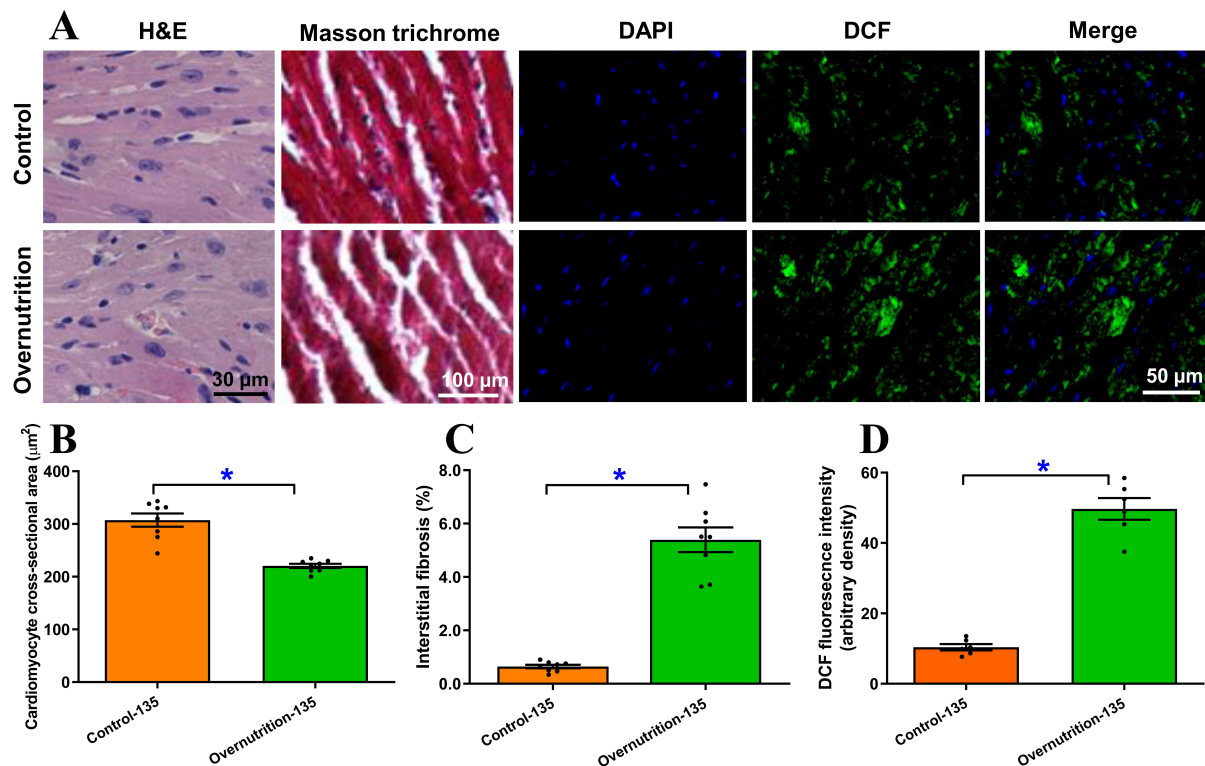 A
H&E
Masson trichrome
DAPI
DCF
Merge
Control
Overnutrition
30 µm
100 µm
50 µm
B
Cardiomyocyte cross-sectional area (µm²)
400
300
200
100
0
*
Control-135
Overnutrition-135
C
Interstitial fibrosis (%)
8.0
6.0
4.0
2.0
0.0
*
Control-135
Overnutrition-135
D
DCF fluoresecnce intensity
(arbitrary density)
60
40
20
0
*
Control-135
Overnutrition-135